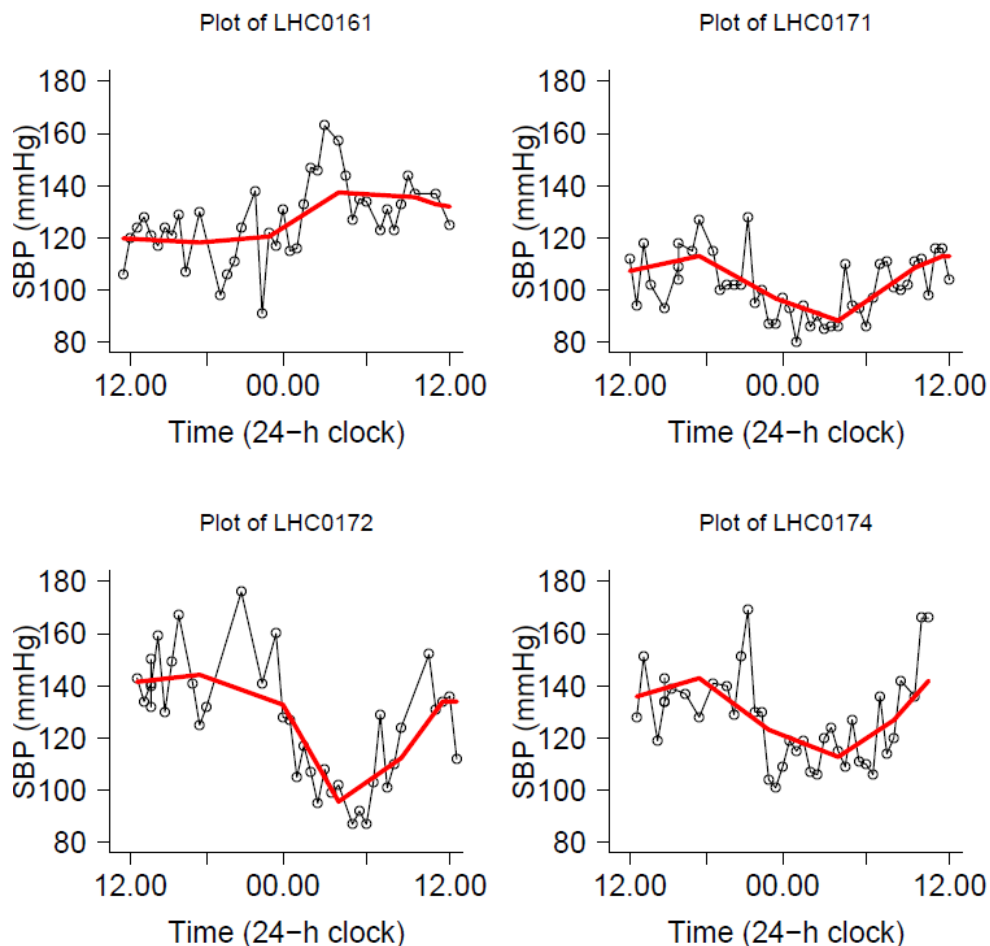 Plot of LHC0161
SBP (mmHg)
180
160
140
120
100
80
12.00 00.00 12.00
Time (24−h clock)
Plot of LHC0171
SBP (mmHg)
180
160
140
120
100
80
12.00 00.00 12.00
Time (24−h clock)
Plot of LHC0172
SBP (mmHg)
180
160
140
120
100
80
12.00 00.00 12.00
Time (24−h clock)
Plot of LHC0174
SBP (mmHg)
180
160
140
120
100
80
12.00 00.00 12.00
Time (24−h clock)